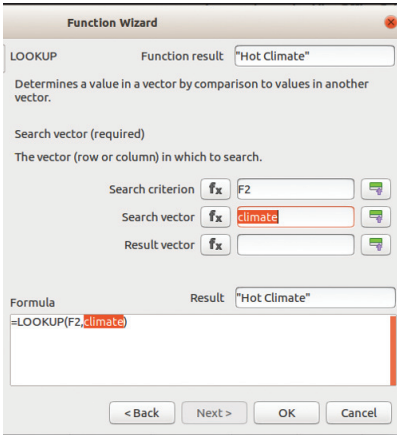 Function Wizard
LOOKUP Function result "Hot Climate"
Determines a value in a vector by comparison to values in another
vector.
Search vector (required)
The vector (row or column) in which to search.
Search criterion fx F2
Search vector fx climate
Result vector fx
Formula Result "Hot Climate"
=LOOKUP(F2,climate)
< Back Next > OK Cancel